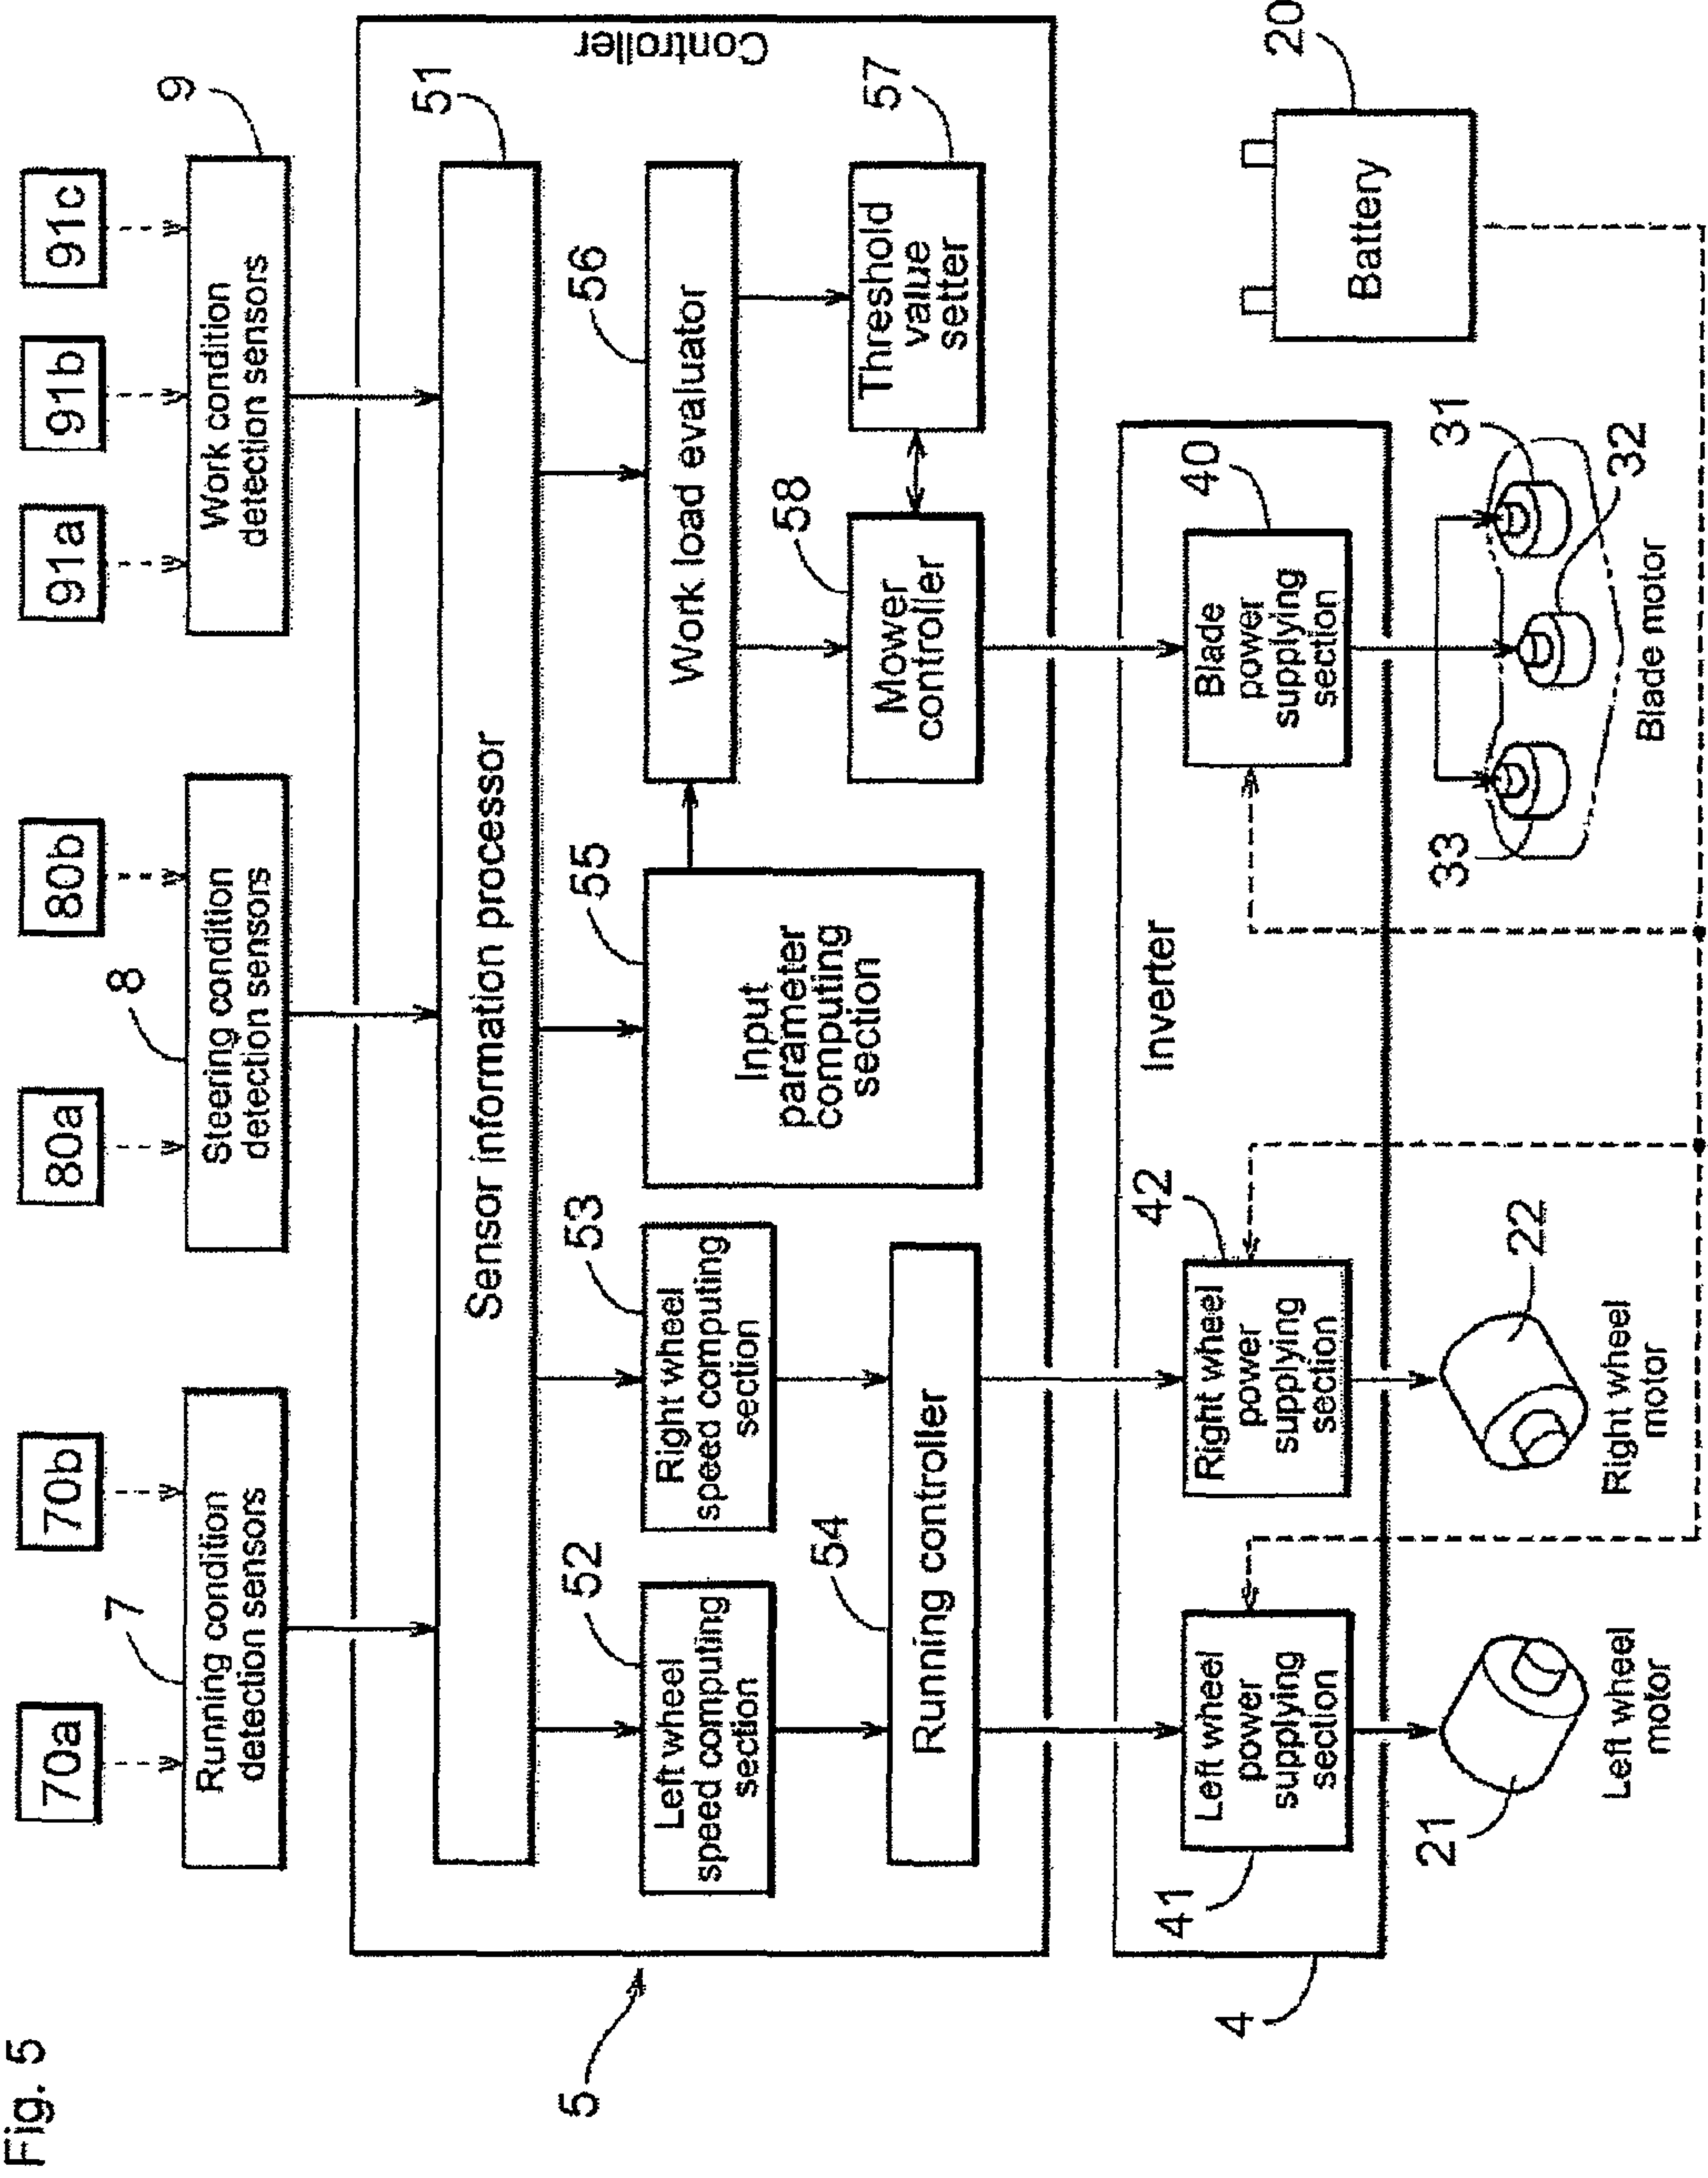 Fig. 5
70a
70b
80a
80b
91a
91b
91c
7
8
9
Running condition
detection sensors
Steering condition
detection sensors
Work condition
detection sensors
5
Controller
51
Sensor information processor
52
Left wheel
speed computing
section
53
Right wheel
speed computing
section
55
Input
parameter
computing
section
56
Work load evaluator
54
Running controller
58
Mower
controller
57
Threshold
value
setter
4
Inverter
41
Left wheel
power
supplying
section
42
Right wheel
power
supplying
section
40
Blade
power
supplying
section
20
Battery
21
Left wheel
motor
22
Right wheel
motor
33
32
31
Blade motor